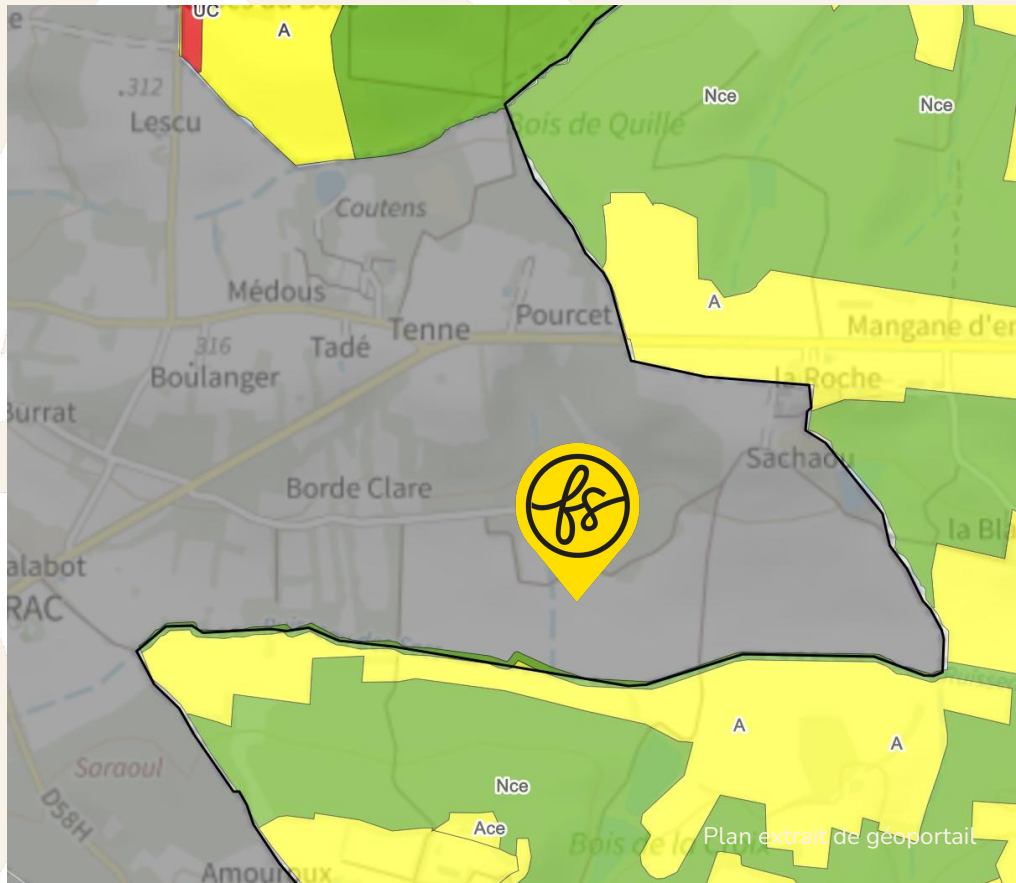 UC
A
Nce
Nce
.312
Lescu
Bois de Quillé
Coutens
Médous
A
Pourcet
Tenne
Mangane d'en
316
Tadé
Boulanger
la Roche
Burrat
Sachaou
Borde Clare
fs
la Bla
alabot
RAC
A
A
Saraoul
Nce
D58H
Ace
Bois de la Croix
Plan extrait de géoportail
Amouroux